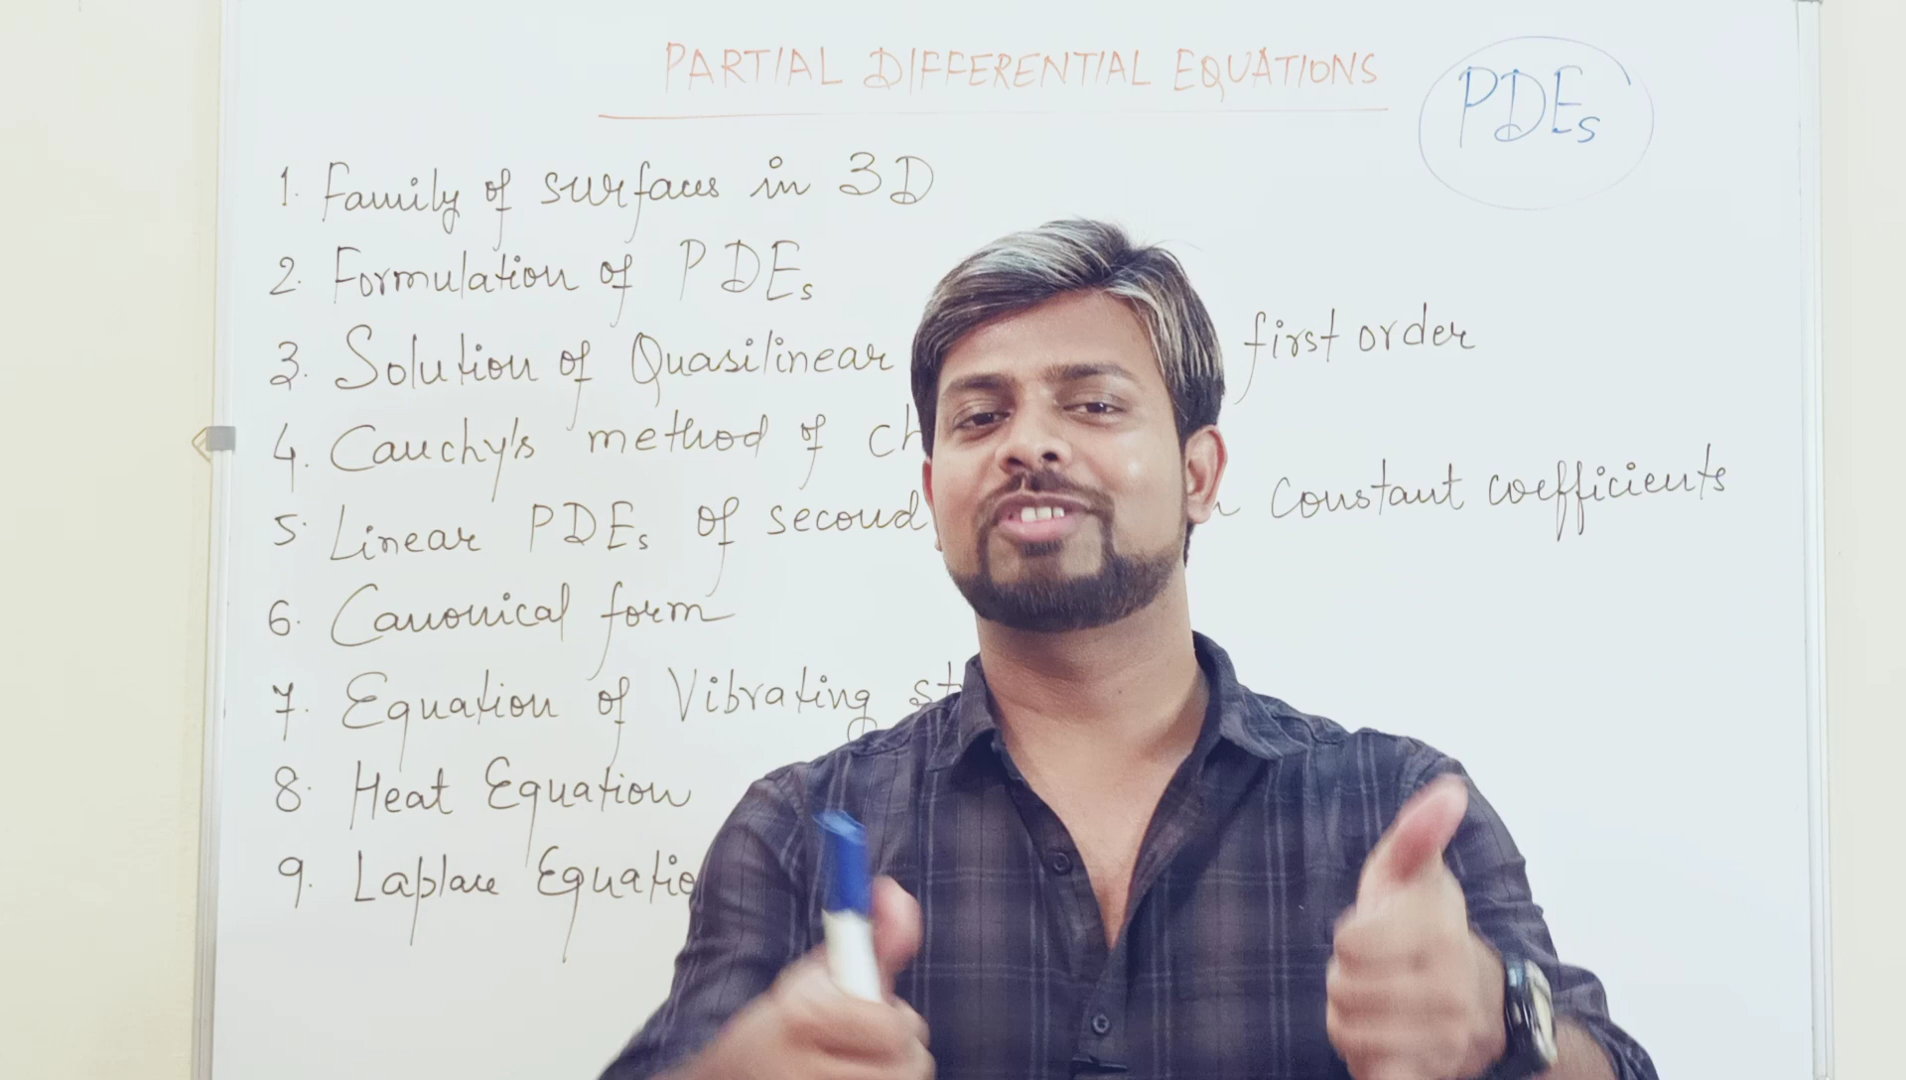 PARTIAL DIFFERENTIAL EQUATIONS
PDEs
1. Family of surfaces in 3D
2. Formulation of PDEs
3. Solution of Quasilinear first order
4. Cauchy's method of
5. Linear PDEs of second constant coefficients
6. Canonical form
7. Equation of Vibrating
8. Heat Equation
9. Laplace